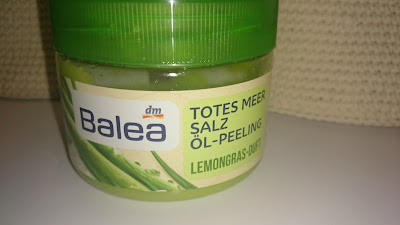 dm
Balea
TOTES MEER
SALZ
ÖL-PEELING
LEMONGRAS-DUFT